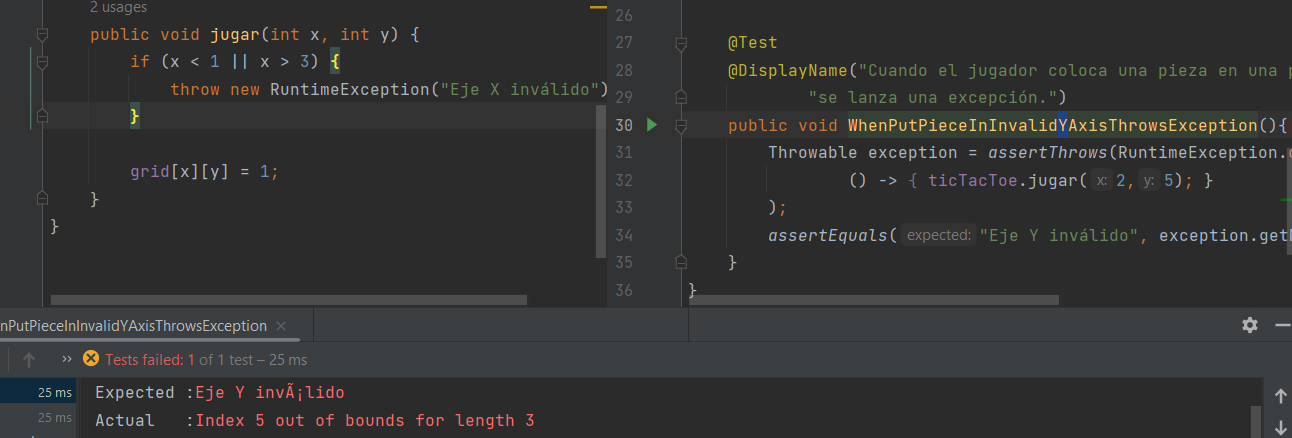 2 usages
public void jugar(int x, int y) {
if (x < 1 || x > 3) {
throw new RuntimeException("Eje X inválido")
}
grid[x][y] = 1;
}
}
26
27 @Test
28 @DisplayName("Cuando el jugador coloca una pieza en una p
29 "se lanza una excepción.")
30 public void WhenPutPieceInInvalidYAxisThrowsException(){
31 Throwable exception = assertThrows(RuntimeException.
32 () -> { ticTacToe.jugar( x: 2, y: 5); }
33 );
34 assertEquals( expected: "Eje Y inválido", exception.get
35 }
36 }
nPutPieceInInvalidYAxisThrowsException ×
» Tests failed: 1 of 1 test – 25 ms
25 ms Expected :Eje Y invÃ¡lido
25 ms Actual :Index 5 out of bounds for length 3